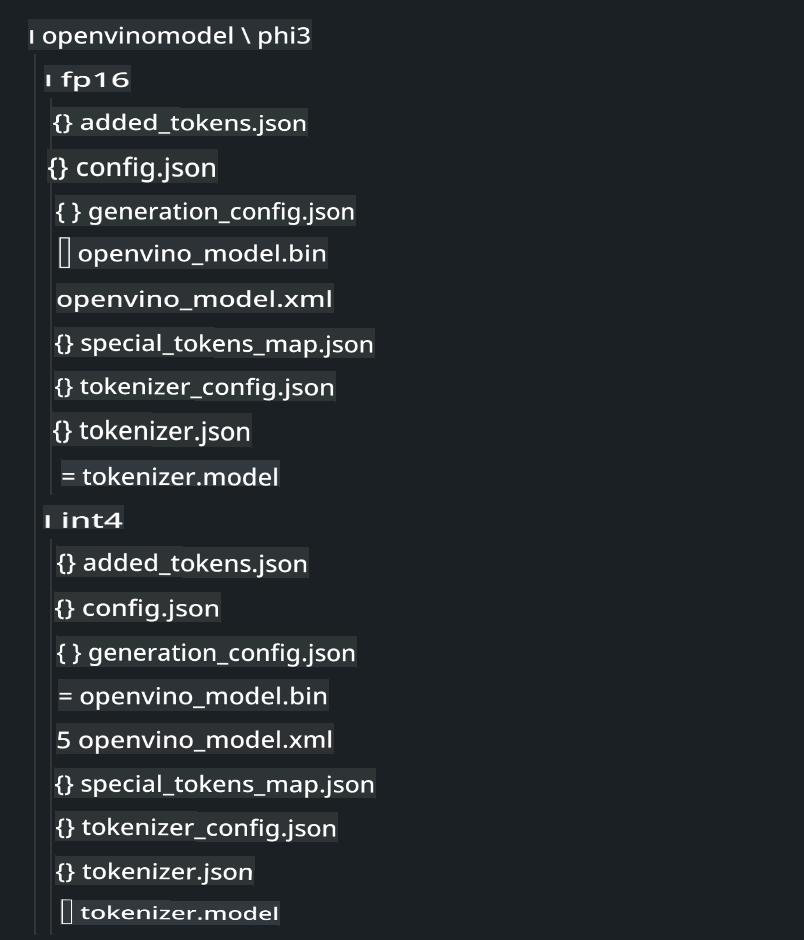 ı openvinomodel \ phi3
ı fp16
{} added_tokens.json
{} config.json
{ } generation_config.json
▯ openvino_model.bin
openvino_model.xml
{} special_tokens_map.json
{} tokenizer_config.json
{} tokenizer.json
= tokenizer.model
ı int4
{} added_tokens.json
{} config.json
{ } generation_config.json
= openvino_model.bin
5 openvino_model.xml
{} special_tokens_map.json
{} tokenizer_config.json
{} tokenizer.json
▯ tokenizer.model